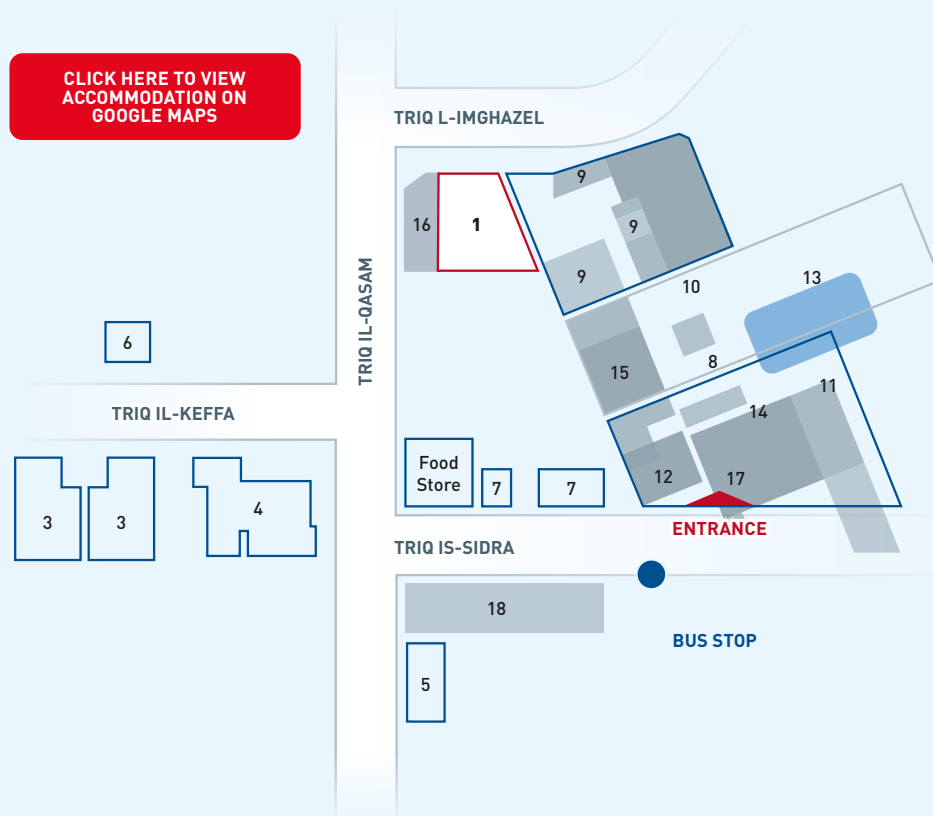 CLICK HERE TO VIEW
ACCOMMODATION ON
GOOGLE MAPS
TRIQ L-IMGHAZEL
9
16
1
9
9
TRIQ IL-QASAM
10
13
6
8
15
11
TRIQ IL-KEFFA
14
Food
Store
7
7
12
17
3
3
4
ENTRANCE
TRIQ IS-SIDRA
18
BUS STOP
5